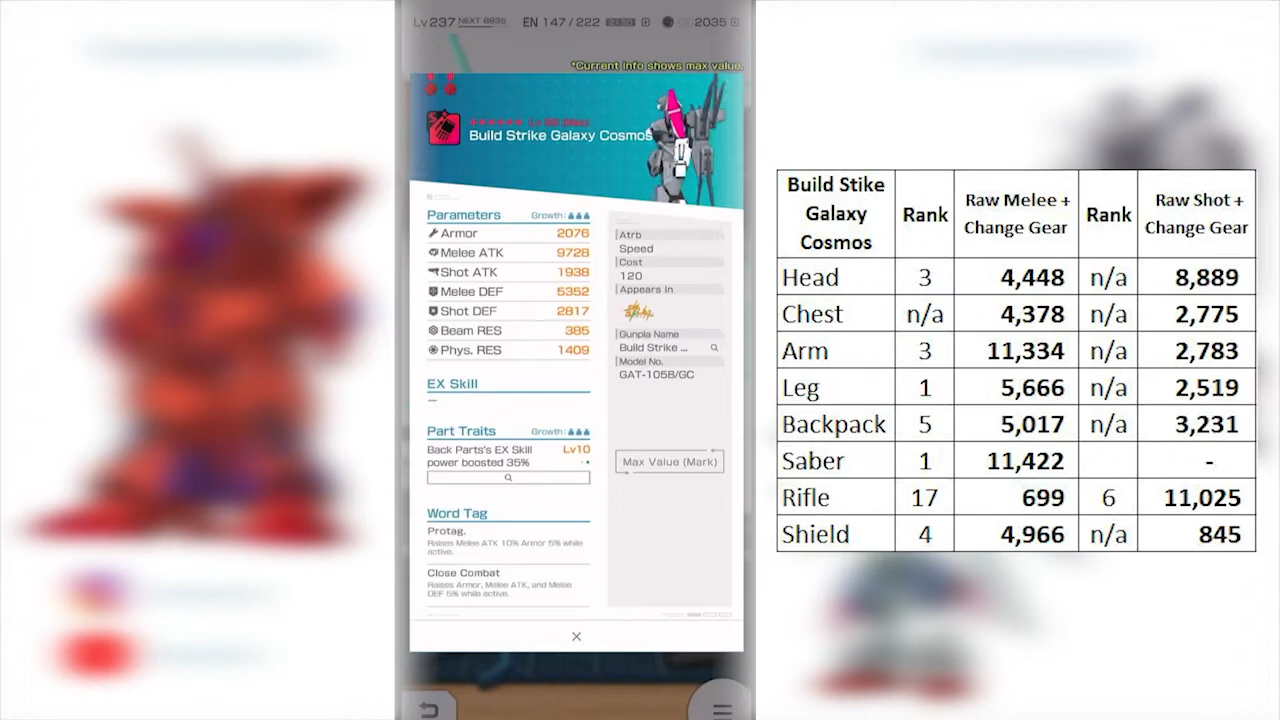 Lv 237 NEXT 8835 EN 147 / 222 2035
*Current info shows max value.
Build Strike Galaxy Cosmos
Parameters Growth:
Armor 2076
Melee ATK 9728
Shot ATK 1938
Melee DEF 5352
Shot DEF 2817
Beam RES 385
Phys. RES 1409
EX Skill
—
Part Traits Growth:
Back Parts's EX Skill Lv10
power boosted 35%
Word Tag
Protag.
Raises Melee ATK 10% Armor 5% while
active.
Close Combat
Raises Armor, Melee ATK, and Melee
DEF 5% while active.
Atrb
Speed
Cost
120
Appears In
Gunpla Name
Build Strike ...
Model No.
GAT-105B/GC
Max Value (Mark)
Build Stike Galaxy Cosmos Rank Raw Melee + Change Gear Rank Raw Shot + Change Gear
Head 3 4,448 n/a 8,889
Chest n/a 4,378 n/a 2,775
Arm 3 11,334 n/a 2,783
Leg 1 5,666 n/a 2,519
Backpack 5 5,017 n/a 3,231
Saber 1 11,422 -
Rifle 17 699 6 11,025
Shield 4 4,966 n/a 845